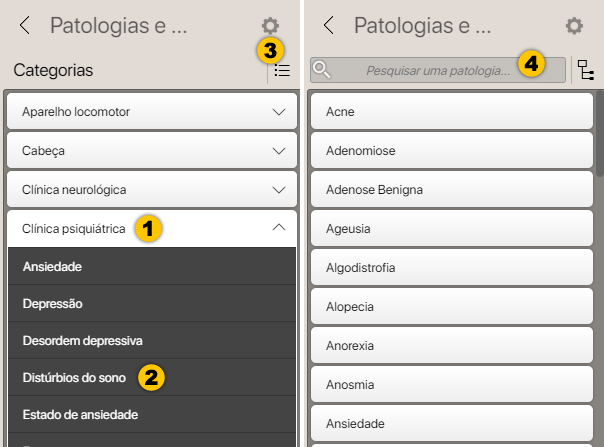 Patologias e ...
3
Categorias
Aparelho locomotor
Cabeça
Clínica neurológica
Clínica psiquiátrica 1
Ansiedade
Depressão
Desordem depressiva
Distúrbios do sono 2
Estado de ansiedade
Patologias e ...
Pesquisar uma patologia... 4
Acne
Adenomiose
Adenose Benigna
Ageusia
Algodistrofia
Alopecia
Anorexia
Anosmia
Ansiedade